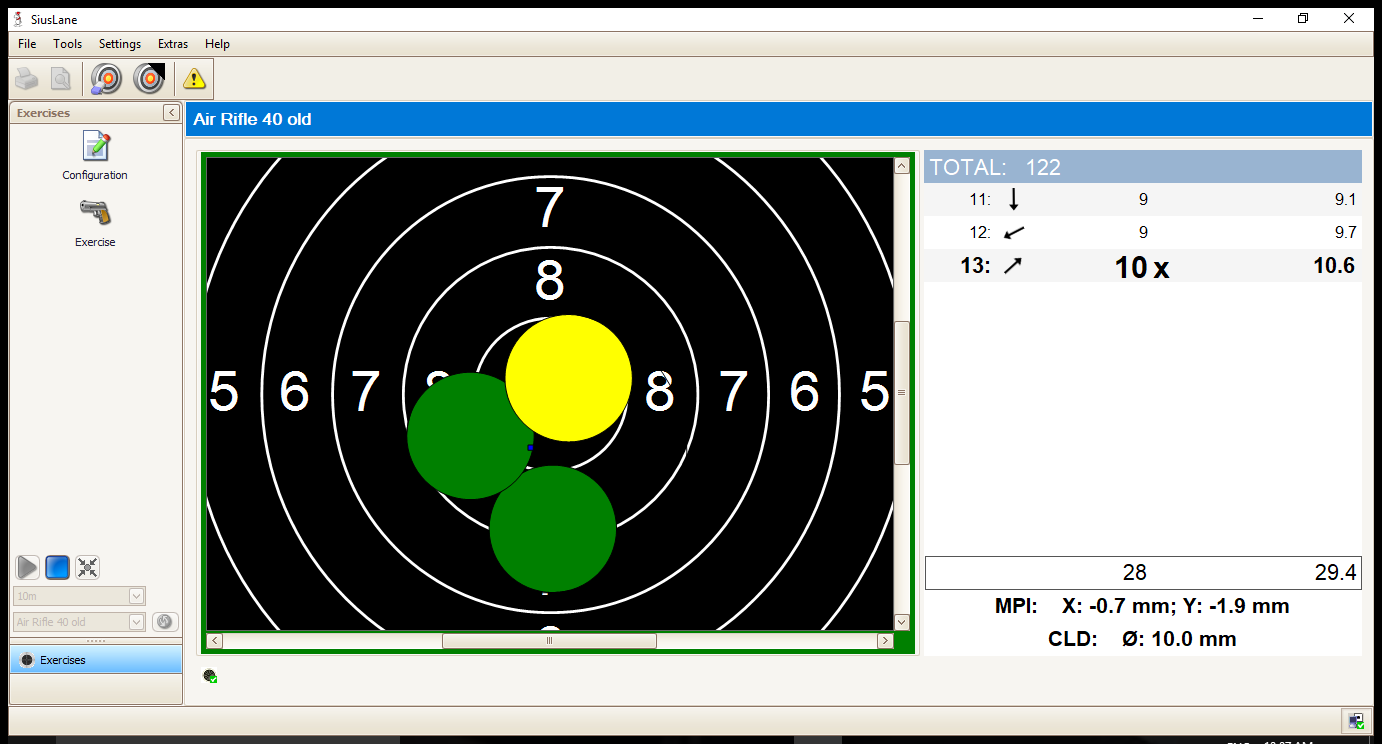 SiusLane
File Tools Settings Extras Help
Exercises
Configuration
Exercise
10m
Air Rifle 40 old
Exercises
Air Rifle 40 old
7
8
5 6 7 8 7 6 5
TOTAL: 122
11: 9 9.1
12: 9 9.7
13: 10 x 10.6
28 29.4
MPI: X: -0.7 mm; Y: -1.9 mm
CLD: Ø: 10.0 mm